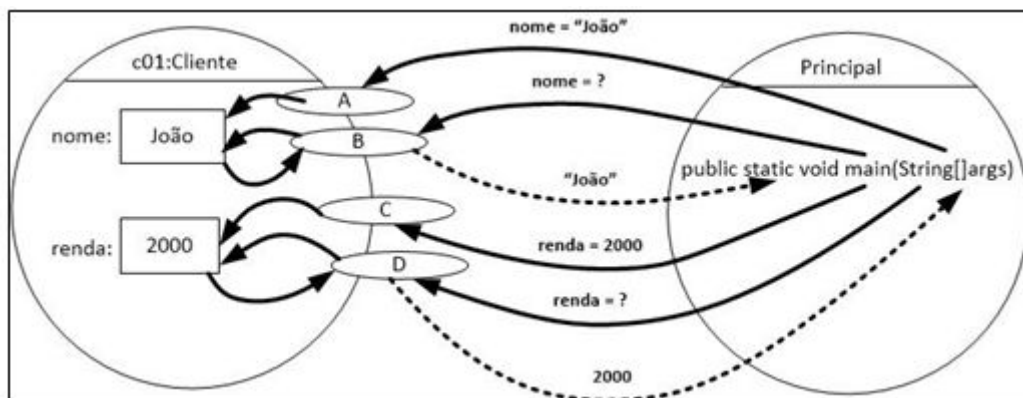 nome = “João”
c01:Cliente
Principal
A
nome = ?
nome:
João
B
public static void main(String[]args)
“João”
C
renda:
2000
renda = 2000
D
renda = ?
2000